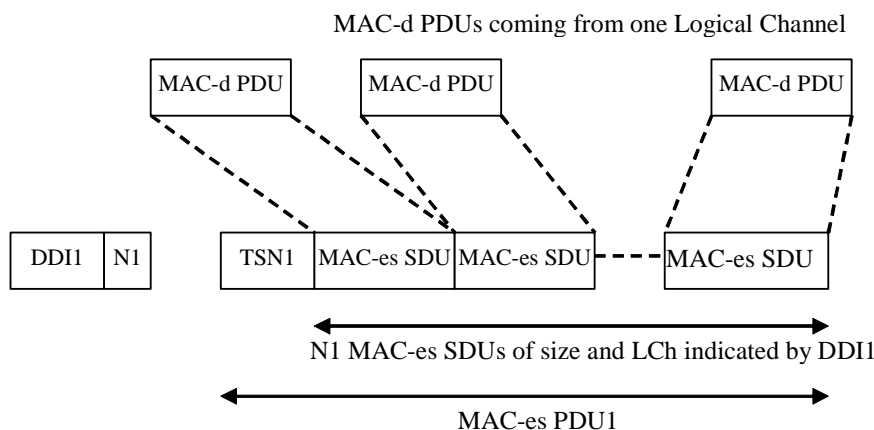 MAC-d PDUs coming from one Logical Channel
MAC-d PDU MAC-d PDU MAC-d PDU
DDI1 N1 TSN1 MAC-es SDU MAC-es SDU MAC-es SDU
N1 MAC-es SDUs of size and LCh indicated by DDI1
MAC-es PDU1